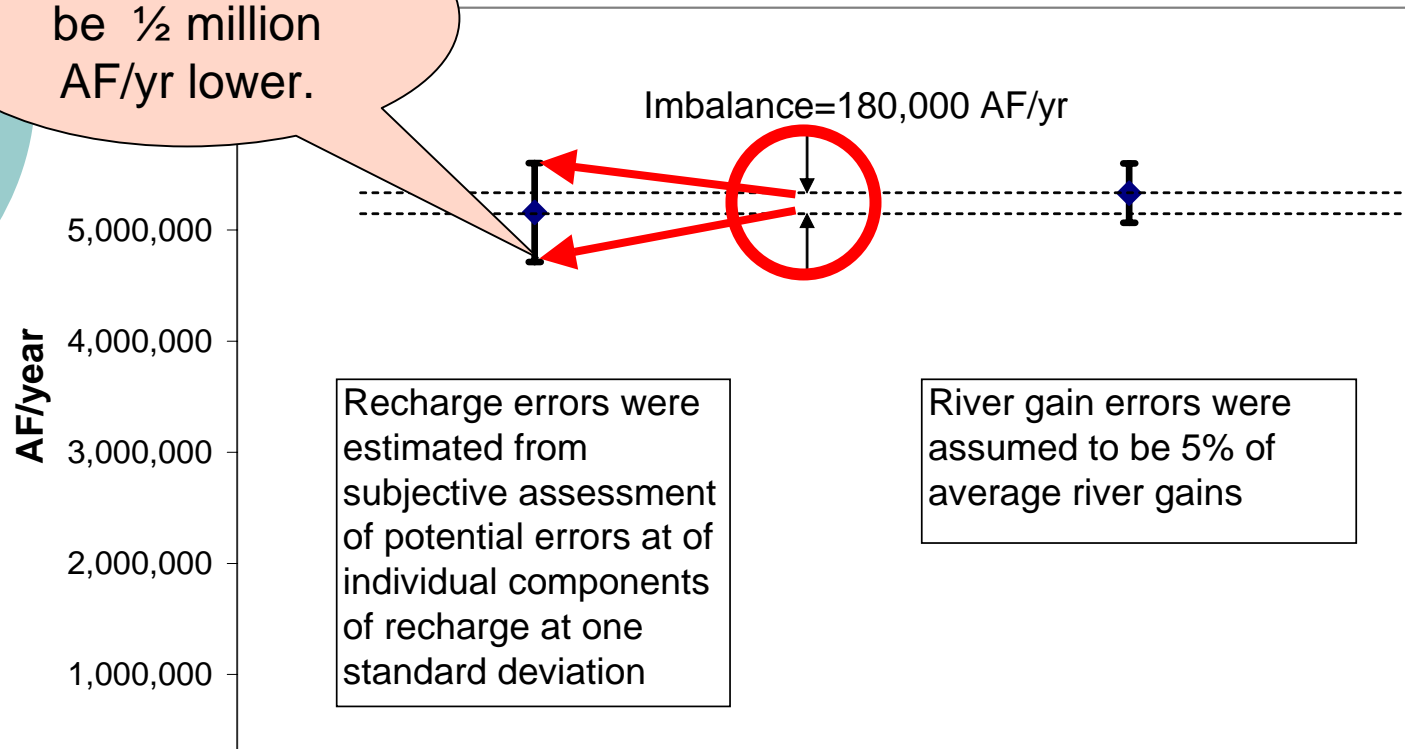 be ½ million
AF/yr lower.
Imbalance=180,000 AF/yr
5,000,000
4,000,000
3,000,000
2,000,000
1,000,000
AF/year
Recharge errors were
estimated from
subjective assessment
of potential errors at of
individual components
of recharge at one
standard deviation
River gain errors were
assumed to be 5% of
average river gains